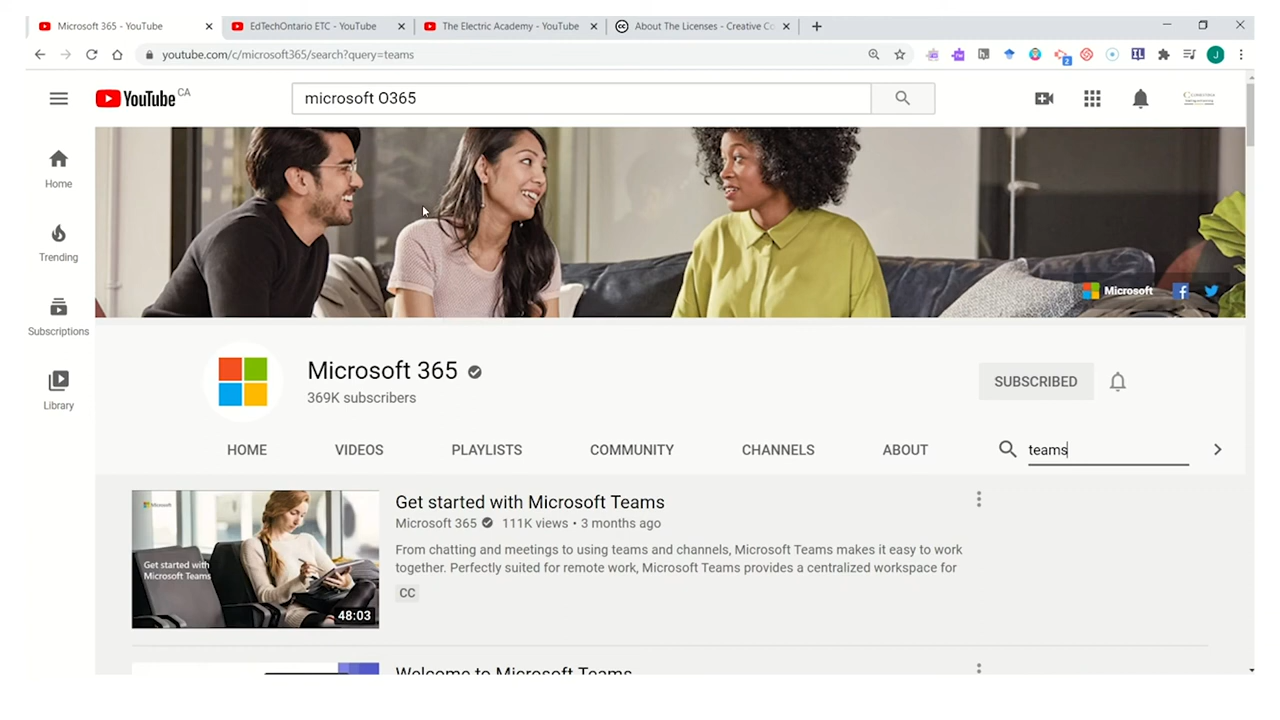 Microsoft 365 - YouTube
EdTechOntario ETC - YouTube
The Electric Academy - YouTube
About The Licenses - Creative Co
youtube.com/c/microsoft365/search?query=teams
2
J
YouTube CA
microsoft O365
Home
Trending
Subscriptions
Library
Microsoft
Microsoft 365
369K subscribers
SUBSCRIBED
HOME
VIDEOS
PLAYLISTS
COMMUNITY
CHANNELS
ABOUT
teams
Microsoft
Get started with
Microsoft Teams
48:03
Get started with Microsoft Teams
Microsoft 365 111K views • 3 months ago
From chatting and meetings to using teams and channels, Microsoft Teams makes it easy to work
together. Perfectly suited for remote work, Microsoft Teams provides a centralized workspace for
CC
Welcome to Microsoft Teams